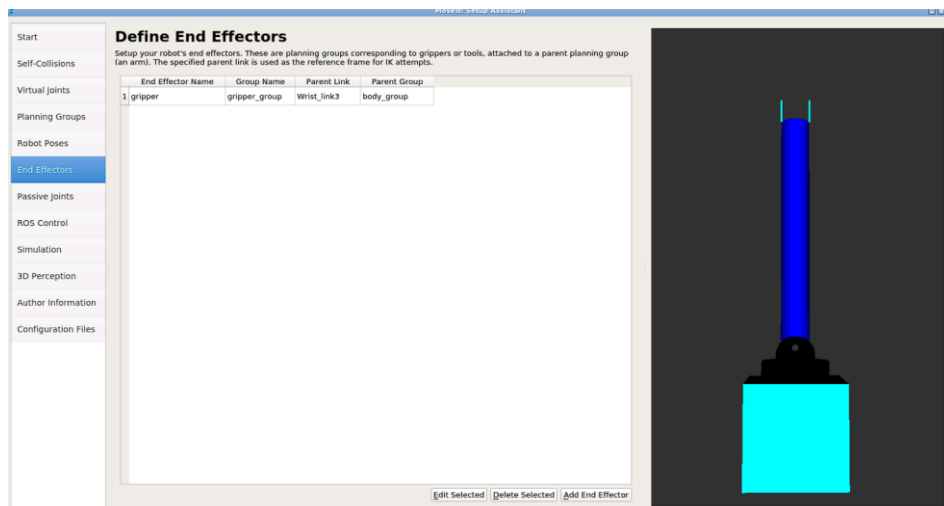 MoveIt! Setup Assistant
Start
Self-Collisions
Virtual Joints
Planning Groups
Robot Poses
End Effectors
Passive Joints
ROS Control
Simulation
3D Perception
Author Information
Configuration Files
Define End Effectors
Setup your robot's end effectors. These are planning groups corresponding to grippers or tools, attached to a parent planning group
(an arm). The specified parent link is used as the reference frame for IK attempts.
End Effector Name Group Name Parent Link Parent Group
1 gripper gripper_group Wrist_link3 body_group
Edit Selected Delete Selected Add End Effector